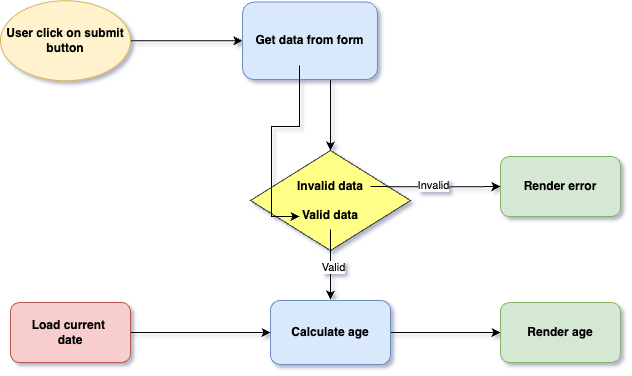 User click on submit
button
Get data from form
Invalid data
Invalid
Render error
Valid data
Valid
Load current
date
Calculate age
Render age